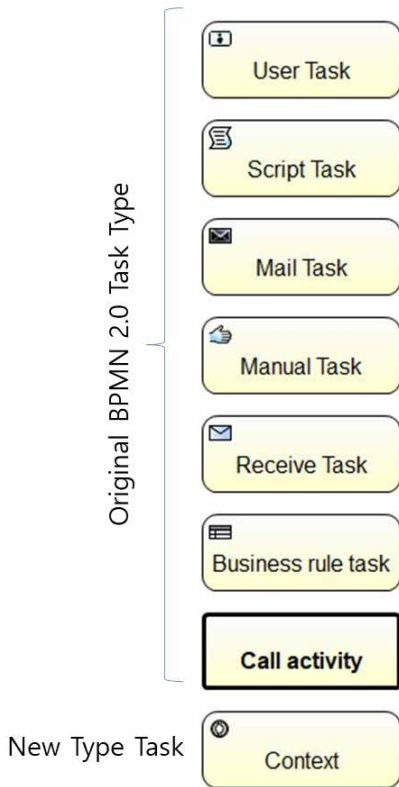 Original BPMN 2.0 Task Type
User Task
Script Task
Mail Task
Manual Task
Receive Task
Business rule task
Call activity
New Type Task
Context